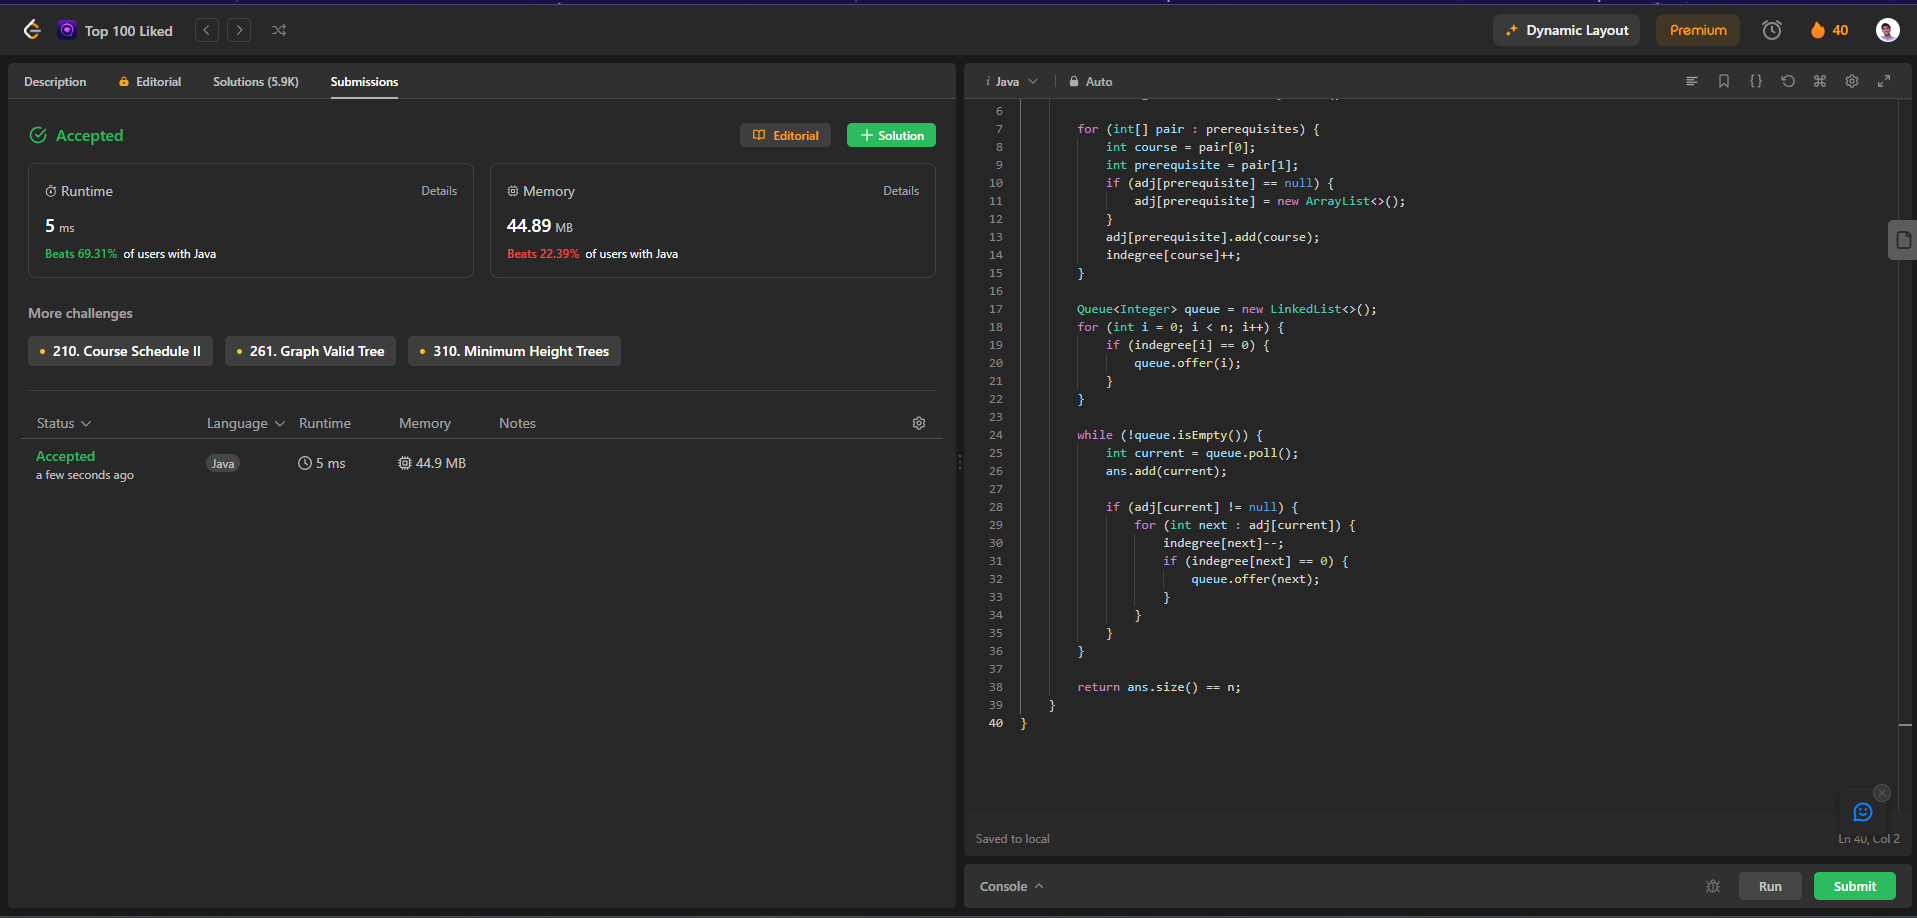 Top 100 Liked
Dynamic Layout
Premium
40
Description
Editorial
Solutions (5.9K)
Submissions
Accepted
Editorial
Solution
Runtime
Details
5 ms
Beats 69.31% of users with Java
Memory
Details
44.89 MB
Beats 22.39% of users with Java
More challenges
210. Course Schedule II
261. Graph Valid Tree
310. Minimum Height Trees
Status
Language
Runtime
Memory
Notes
Accepted
a few seconds ago
Java
5 ms
44.9 MB
i Java
Auto
6
7 for (int[] pair : prerequisites) {
8 int course = pair[0];
9 int prerequisite = pair[1];
10 if (adj[prerequisite] == null) {
11 adj[prerequisite] = new ArrayList<>();
12 }
13 adj[prerequisite].add(course);
14 indegree[course]++;
15 }
16
17 Queue<Integer> queue = new LinkedList<>();
18 for (int i = 0; i < n; i++) {
19 if (indegree[i] == 0) {
20 queue.offer(i);
21 }
22 }
23
24 while (!queue.isEmpty()) {
25 int current = queue.poll();
26 ans.add(current);
27
28 if (adj[current] != null) {
29 for (int next : adj[current]) {
30 indegree[next]--;
31 if (indegree[next] == 0) {
32 queue.offer(next);
33 }
34 }
35 }
36 }
37
38 return ans.size() == n;
39 }
40 }
Saved to local
Ln 40, Col 2
Console
Run
Submit